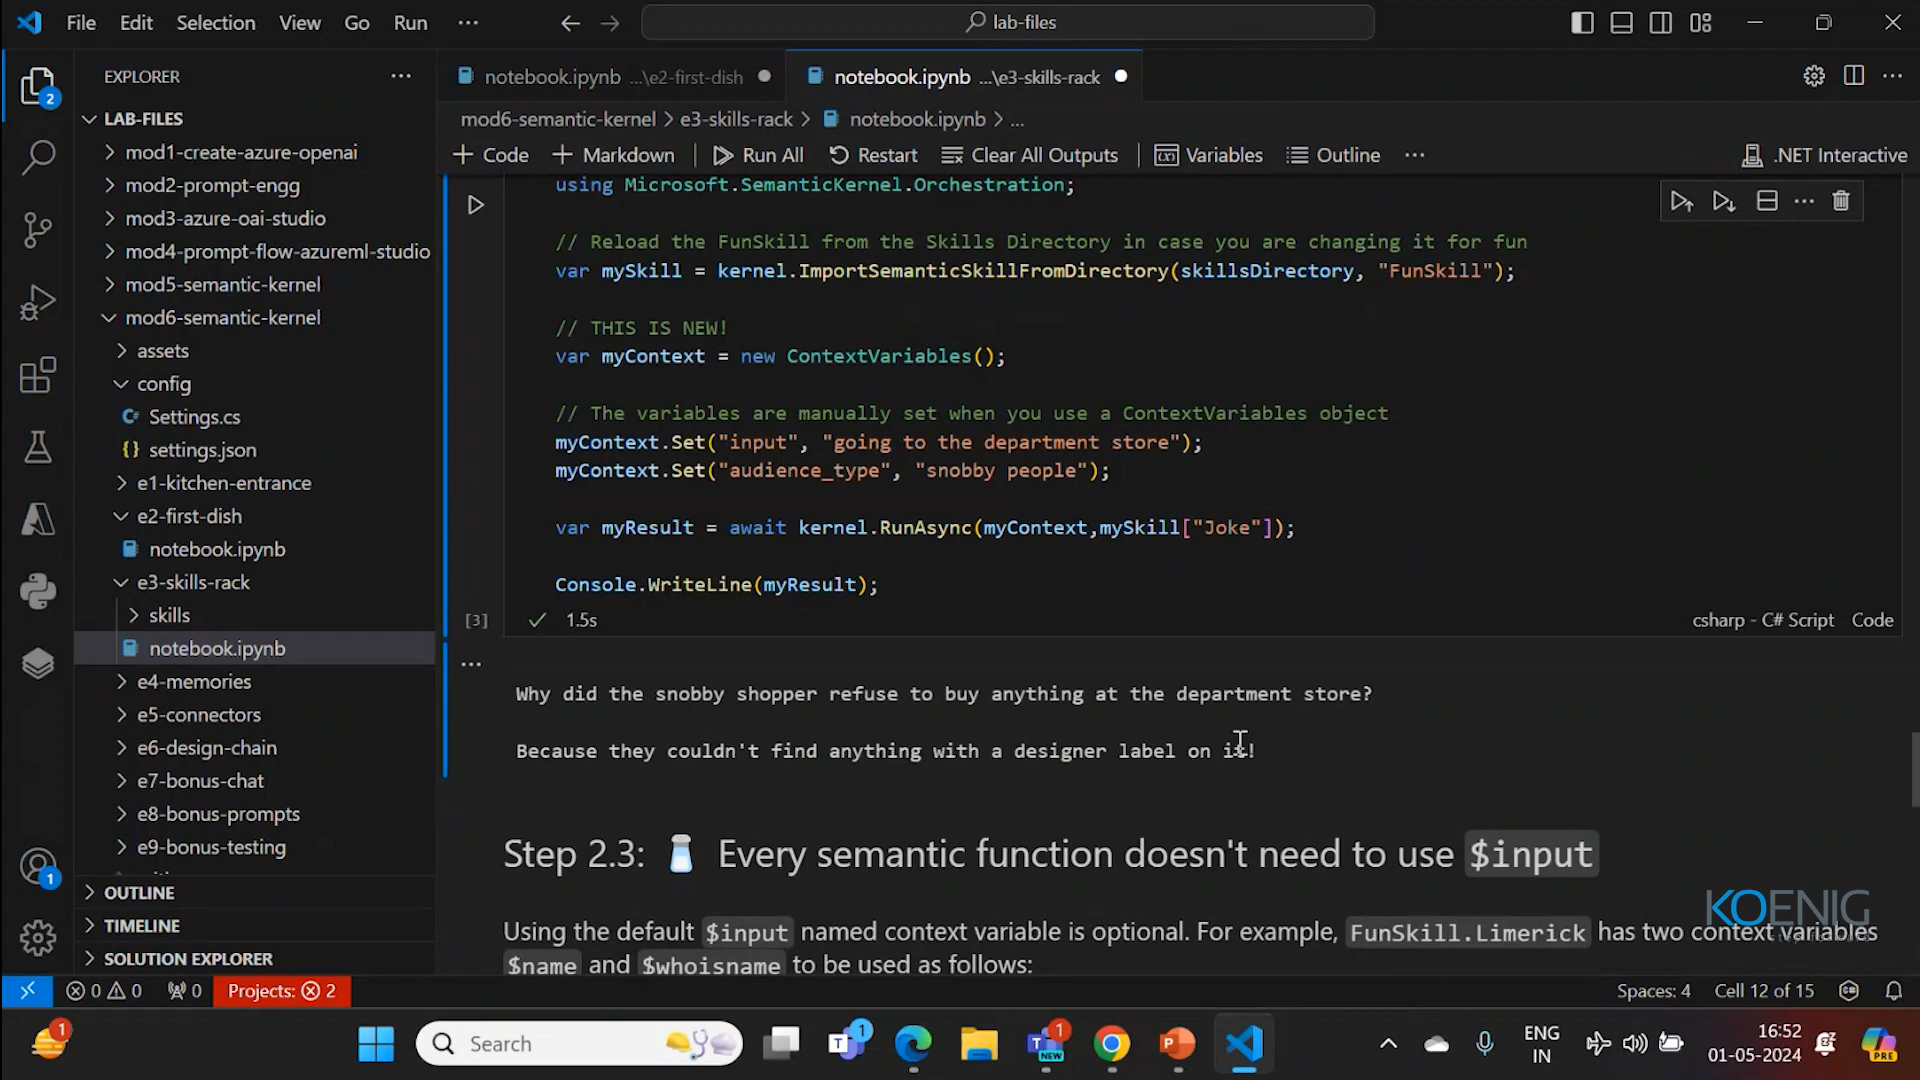 File Edit Selection View Go Run ··· lab-files
EXPLORER ···
2
LAB-FILES
mod1-create-azure-openai
mod2-prompt-engg
mod3-azure-oai-studio
mod4-prompt-flow-azureml-studio
mod5-semantic-kernel
mod6-semantic-kernel
assets
config
Settings.cs
settings.json
e1-kitchen-entrance
e2-first-dish
notebook.ipynb
e3-skills-rack
skills
notebook.ipynb
e4-memories
e5-connectors
e6-design-chain
e7-bonus-chat
e8-bonus-prompts
e9-bonus-testing
1
OUTLINE
TIMELINE
SOLUTION EXPLORER
notebook.ipynb ...\e2-first-dish notebook.ipynb ...\e3-skills-rack
mod6-semantic-kernel > e3-skills-rack > notebook.ipynb > ...
+ Code + Markdown Run All Restart Clear All Outputs Variables Outline ··· .NET Interactive
using Microsoft.SemanticKernel.Orchestration;
// Reload the FunSkill from the Skills Directory in case you are changing it for fun
var mySkill = kernel.ImportSemanticSkillFromDirectory(skillsDirectory, "FunSkill");
// THIS IS NEW!
var myContext = new ContextVariables();
// The variables are manually set when you use a ContextVariables object
myContext.Set("input", "going to the department store");
myContext.Set("audience_type", "snobby people");
var myResult = await kernel.RunAsync(myContext,mySkill["Joke"]);
Console.WriteLine(myResult);
[3] 1.5s csharp - C# Script Code
Why did the snobby shopper refuse to buy anything at the department store?
Because they couldn't find anything with a designer label on it!
Step 2.3: Every semantic function doesn't need to use $input
KOENIG
Using the default $input named context variable is optional. For example, FunSkill.Limerick has two context variables
$name and $whoisname to be used as follows:
0 0 0 Projects: 2 Spaces: 4 Cell 12 of 15
1 Search 1 1 NEW ENG 16:52
IN 01-05-2024 PRE